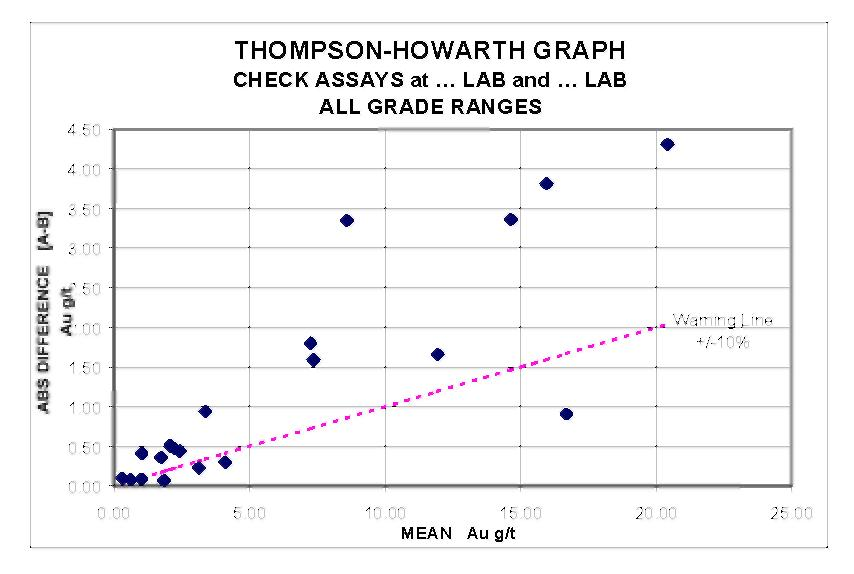 THOMPSON-HOWARTH GRAPH
CHECK ASSAYS at ... LAB and ... LAB
ALL GRADE RANGES
4.50
4.00
3.50
3.00
2.50
2.00
1.50
1.00
0.50
0.00
ABS DIFFERENCE [A-B]
Au g/t,
Warning Line
+/-10%
0.00 5.00 10.00 15.00 20.00 25.00
MEAN Au g/t